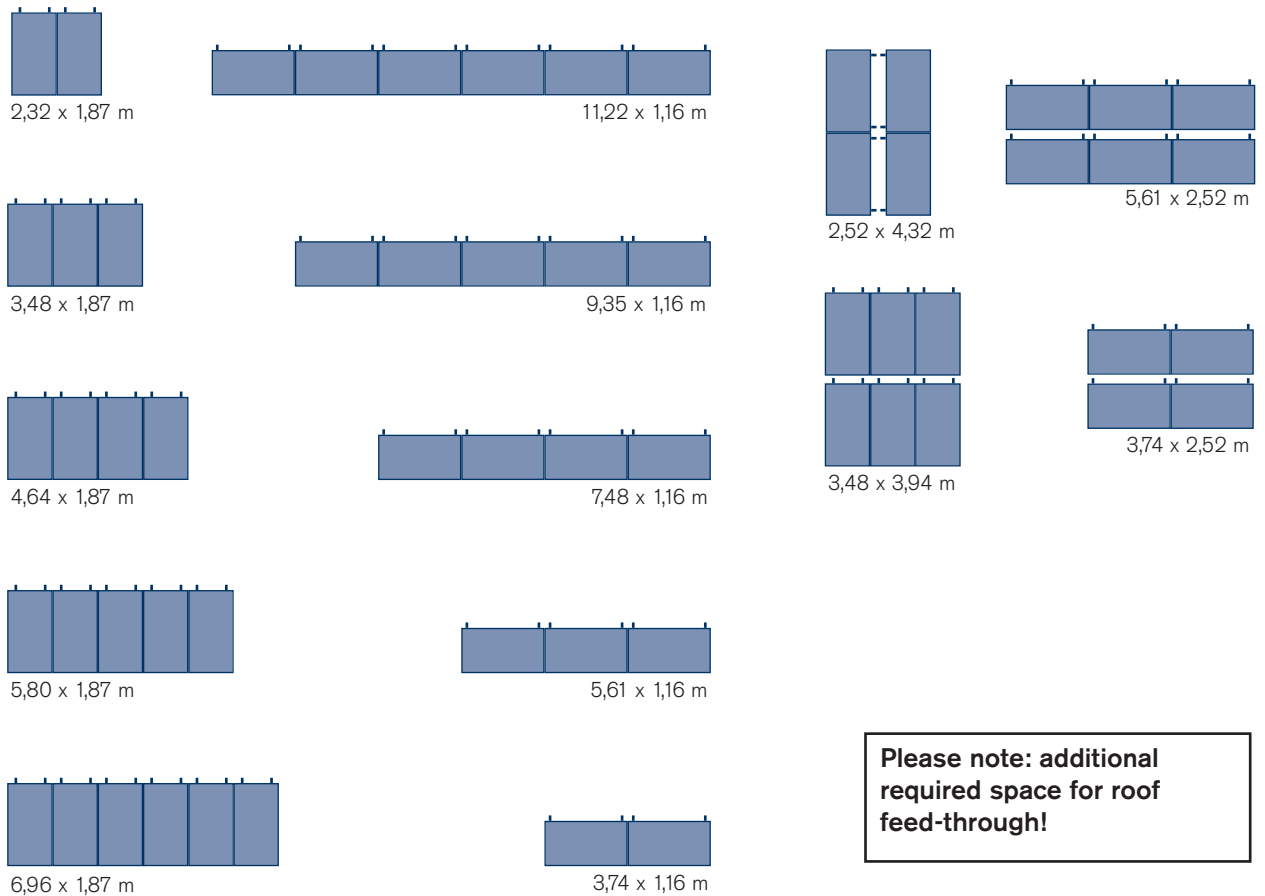 2,32 x 1,87 m
11,22 x 1,16 m
3,48 x 1,87 m
9,35 x 1,16 m
4,64 x 1,87 m
7,48 x 1,16 m
5,80 x 1,87 m
5,61 x 1,16 m
6,96 x 1,87 m
3,74 x 1,16 m
2,52 x 4,32 m
5,61 x 2,52 m
3,48 x 3,94 m
3,74 x 2,52 m
Please note: additional
required space for roof
feed-through!